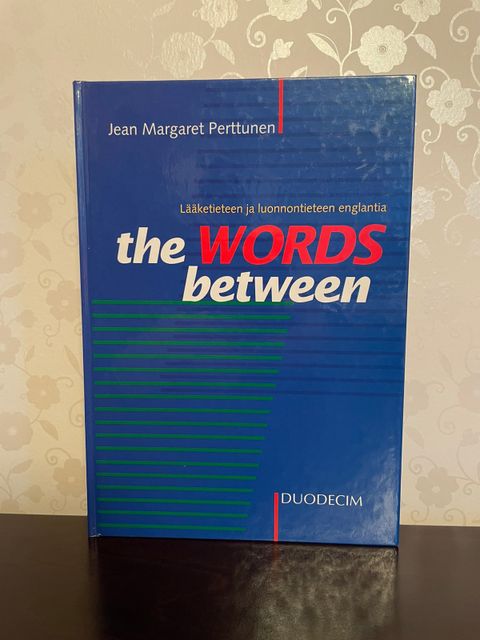 Jean Margaret Perttunen
Lääketieteen ja luonnontieteen englantia
the WORDS
between
DUODECIM